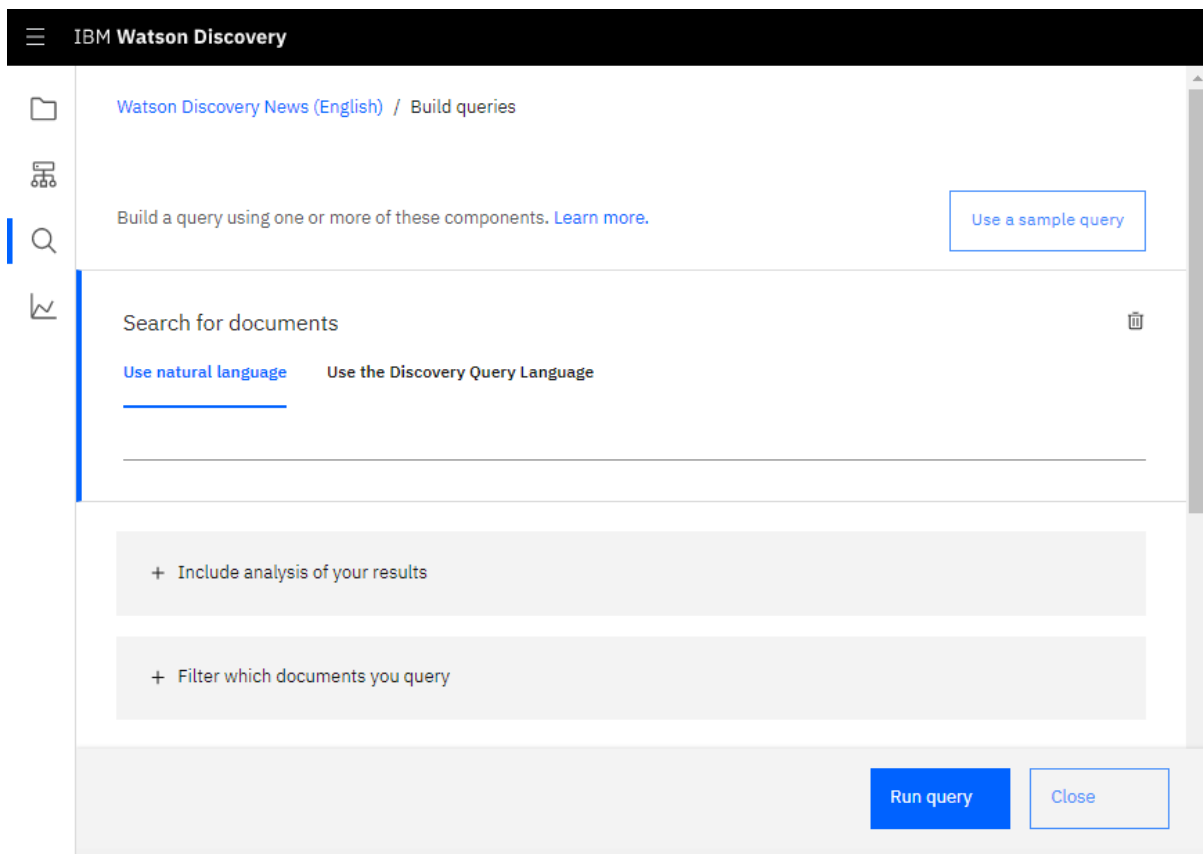 IBM Watson Discovery
Watson Discovery News (English) / Build queries
Build a query using one or more of these components. Learn more.
Use a sample query
Search for documents
Use natural language Use the Discovery Query Language
+ Include analysis of your results
+ Filter which documents you query
Run query Close